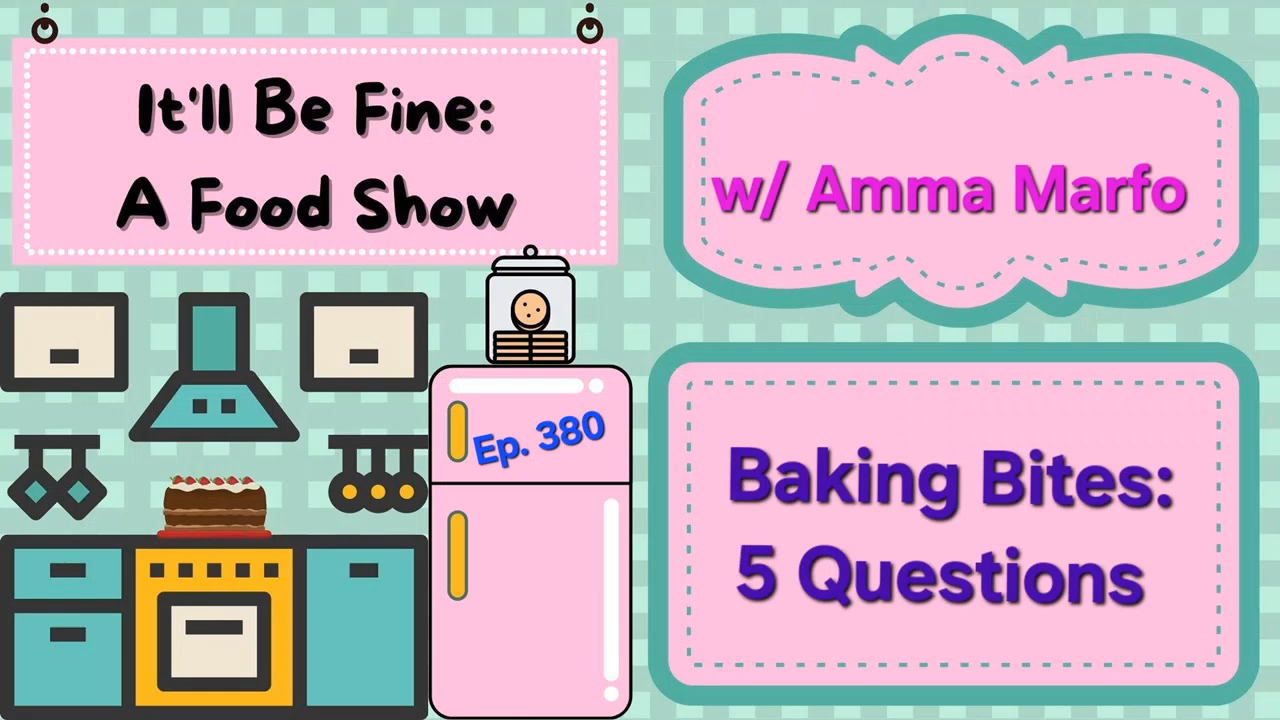 It'll Be Fine:
A Food Show
w/ Amma Marfo
Ep. 380
Baking Bites:
5 Questions